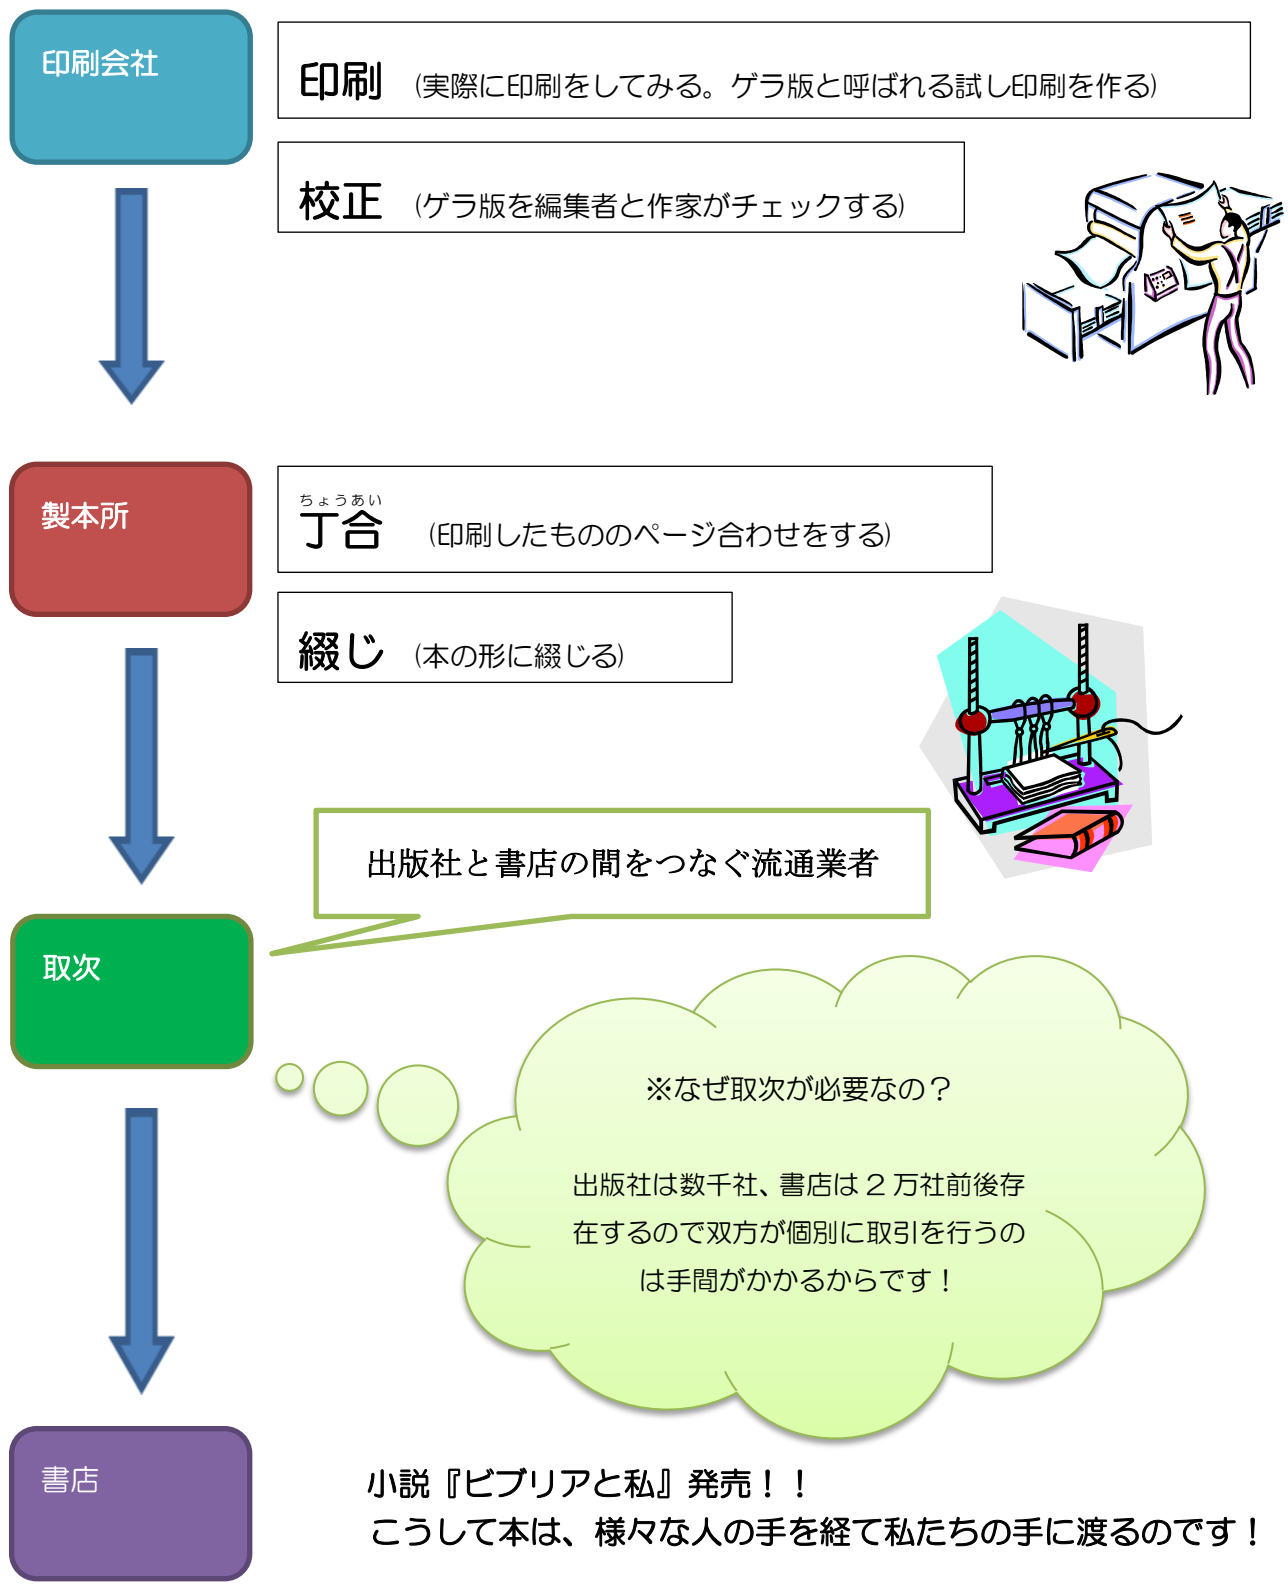 印刷会社
印刷 (実際に印刷をしてみる。ゲラ版と呼ばれる試し印刷を作る)
校正 (ゲラ版を編集者と作家がチェックする)
製本所
ちょうあい
丁合 (印刷したもののページ合わせをする)
綴じ (本の形に綴じる)
出版社と書店の間をつなぐ流通業者
取次
※なぜ取次が必要なの?
出版社は数千社、書店は2万社前後存
在するので双方が個別に取引を行うの
は手間がかかるからです!
書店
小説『ビブリアと私』発売!!
こうして本は、様々な人の手を経て私たちの手に渡るのです!